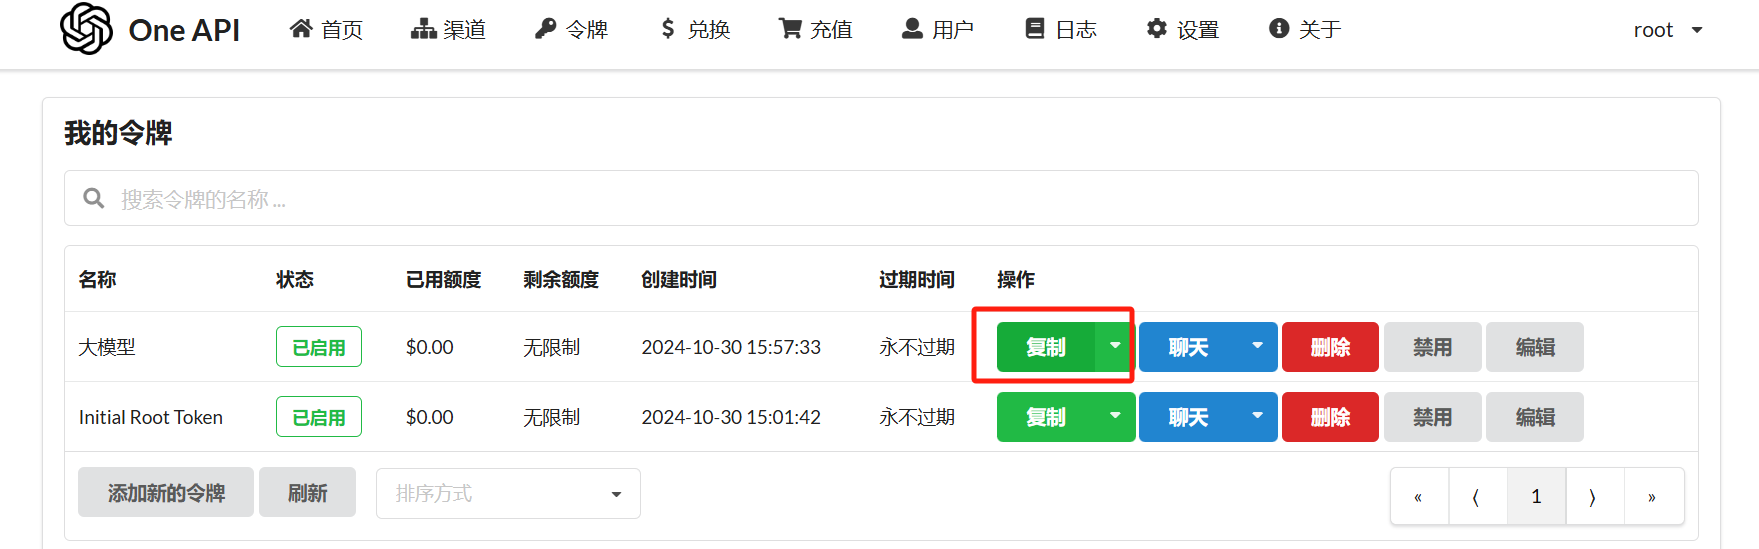 One API 首页 渠道 令牌 兑换 充值 用户 日志 设置 关于 root
我的令牌
搜索令牌的名称 ...
名称 状态 已用额度 剩余额度 创建时间 过期时间 操作
大模型 已启用 $0.00 无限制 2024-10-30 15:57:33 永不过期 复制 聊天 删除 禁用 编辑
Initial Root Token 已启用 $0.00 无限制 2024-10-30 15:01:42 永不过期 复制 聊天 删除 禁用 编辑
添加新的令牌 刷新 排序方式 « ⟨ 1 ⟩ »